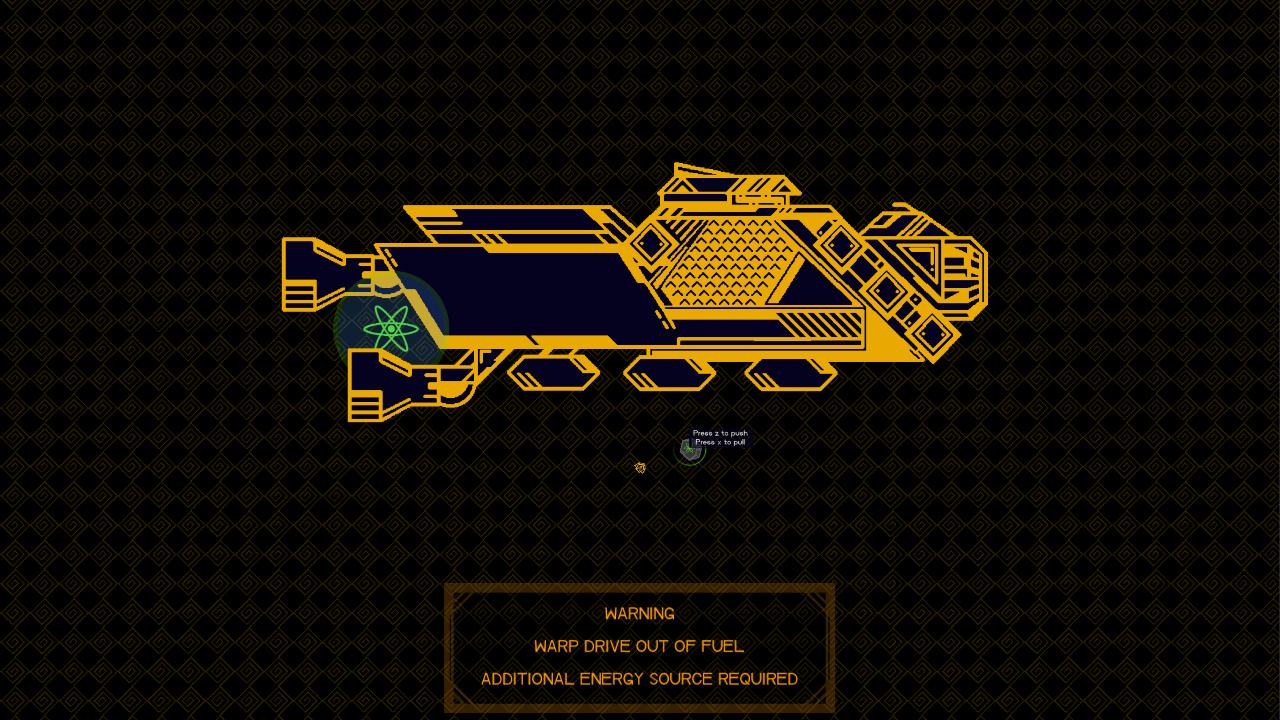 Press z to push
Press x to pull
WARNING
WARP DRIVE OUT OF FUEL
ADDITIONAL ENERGY SOURCE REQUIRED